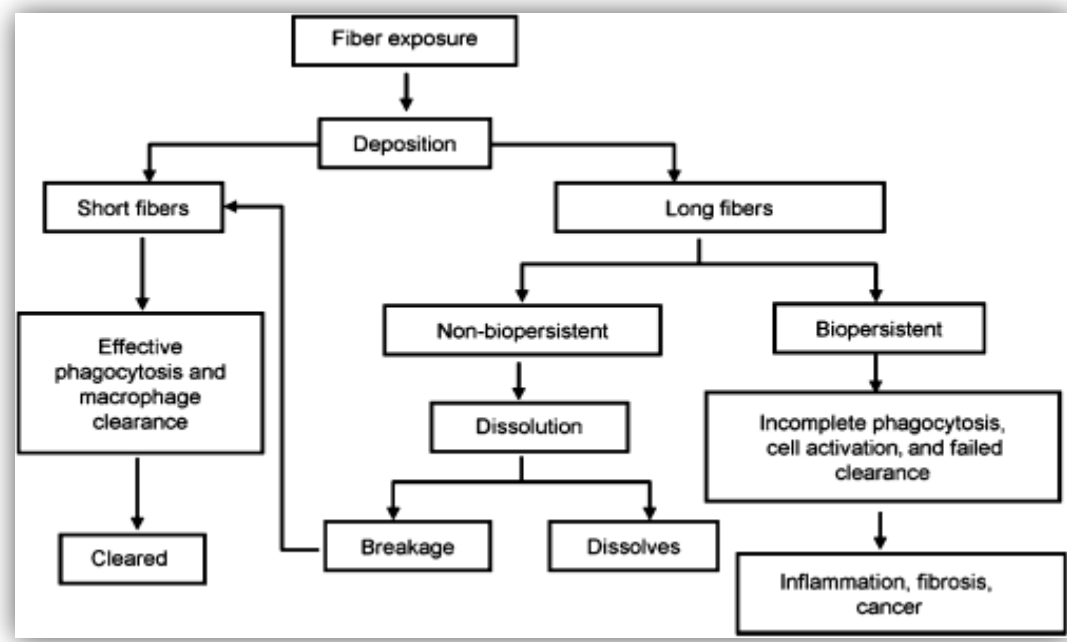 Fiber exposure
Deposition
Short fibers
Long fibers
Effective
phagocytosis and
macrophage
clearance
Non-biopersistent
Biopersistent
Dissolution
Incomplete phagocytosis,
cell activation, and failed
clearance
Cleared
Breakage
Dissolves
Inflammation, fibrosis,
cancer